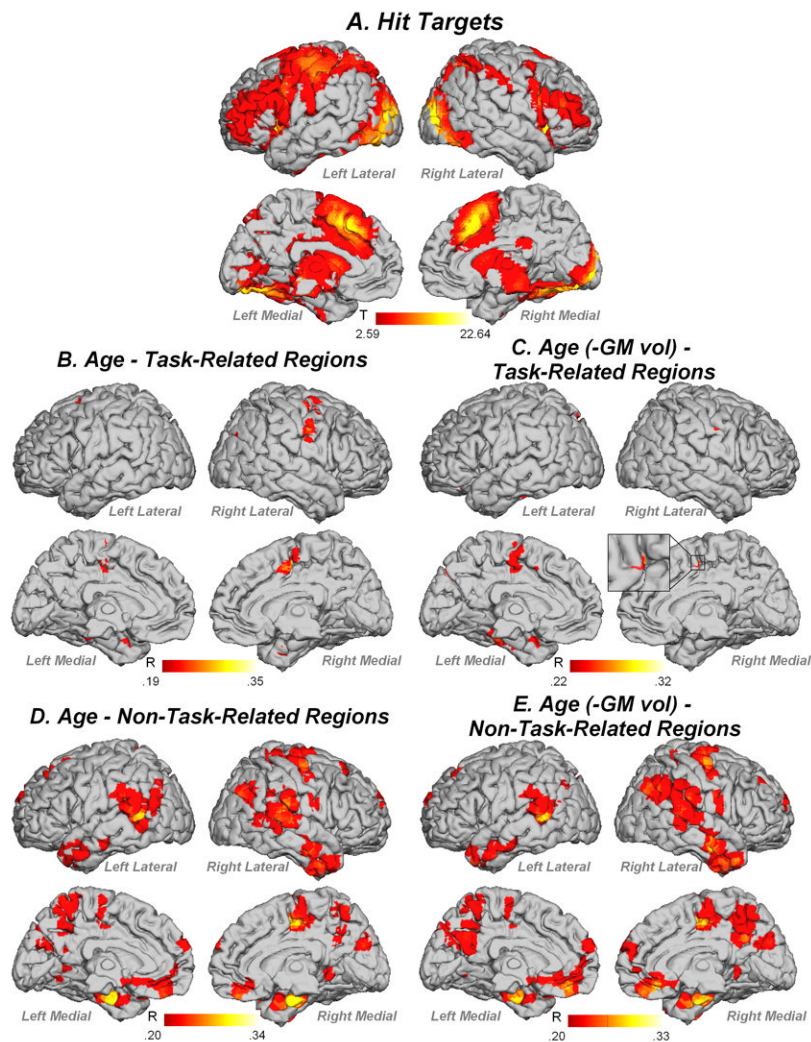 A. Hit Targets
Left Lateral
Right Lateral
Left Medial
T
2.59
22.64
Right Medial
B. Age - Task-Related Regions
Left Lateral
Right Lateral
Left Medial
R
.19
.35
Right Medial
C. Age (-GM vol) -
Task-Related Regions
Left Lateral
Right Lateral
Left Medial
R
.22
.32
Right Medial
D. Age - Non-Task-Related Regions
Left Lateral
Right Lateral
Left Medial
R
.20
.34
Right Medial
E. Age (-GM vol) -
Non-Task-Related Regions
Left Lateral
Right Lateral
Left Medial
R
.20
.33
Right Medial